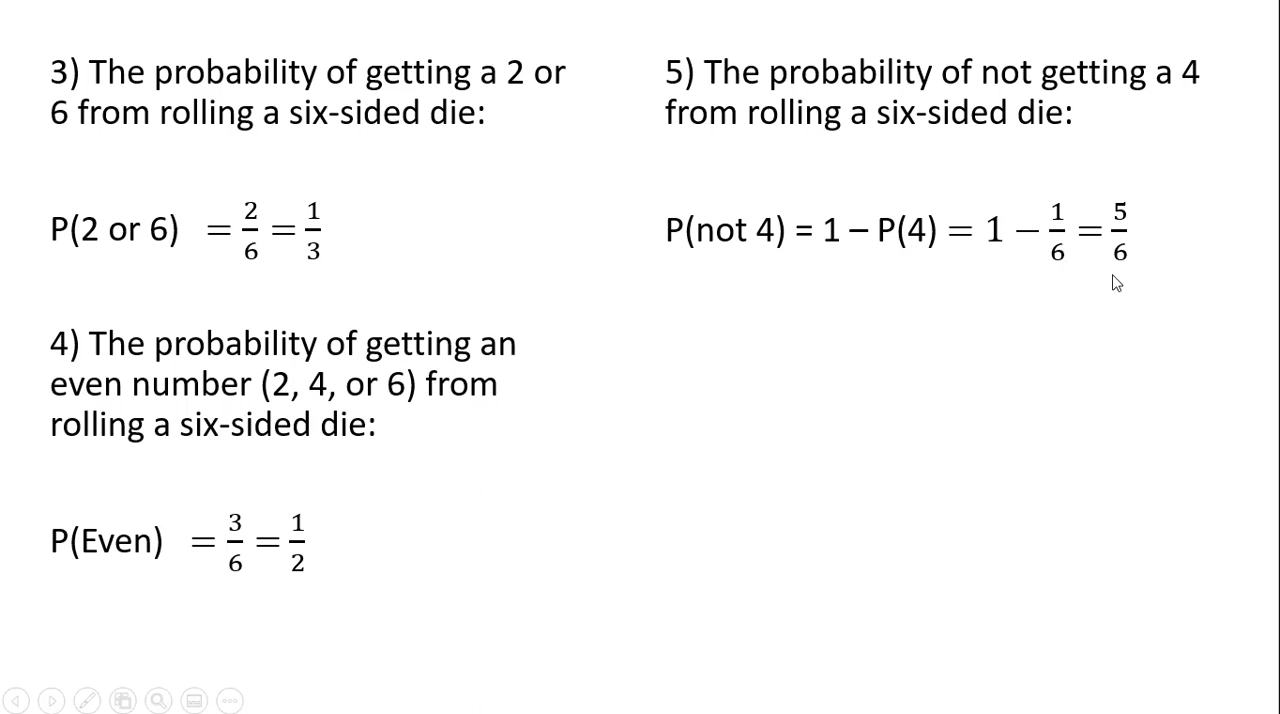 3) The probability of getting a 2 or
6 from rolling a six-sided die:
P(2 or 6) = 2/6 = 1/3
4) The probability of getting an
even number (2, 4, or 6) from
rolling a six-sided die:
P(Even) = 3/6 = 1/2
5) The probability of not getting a 4
from rolling a six-sided die:
P(not 4) = 1 – P(4) = 1 − 1/6 = 5/6